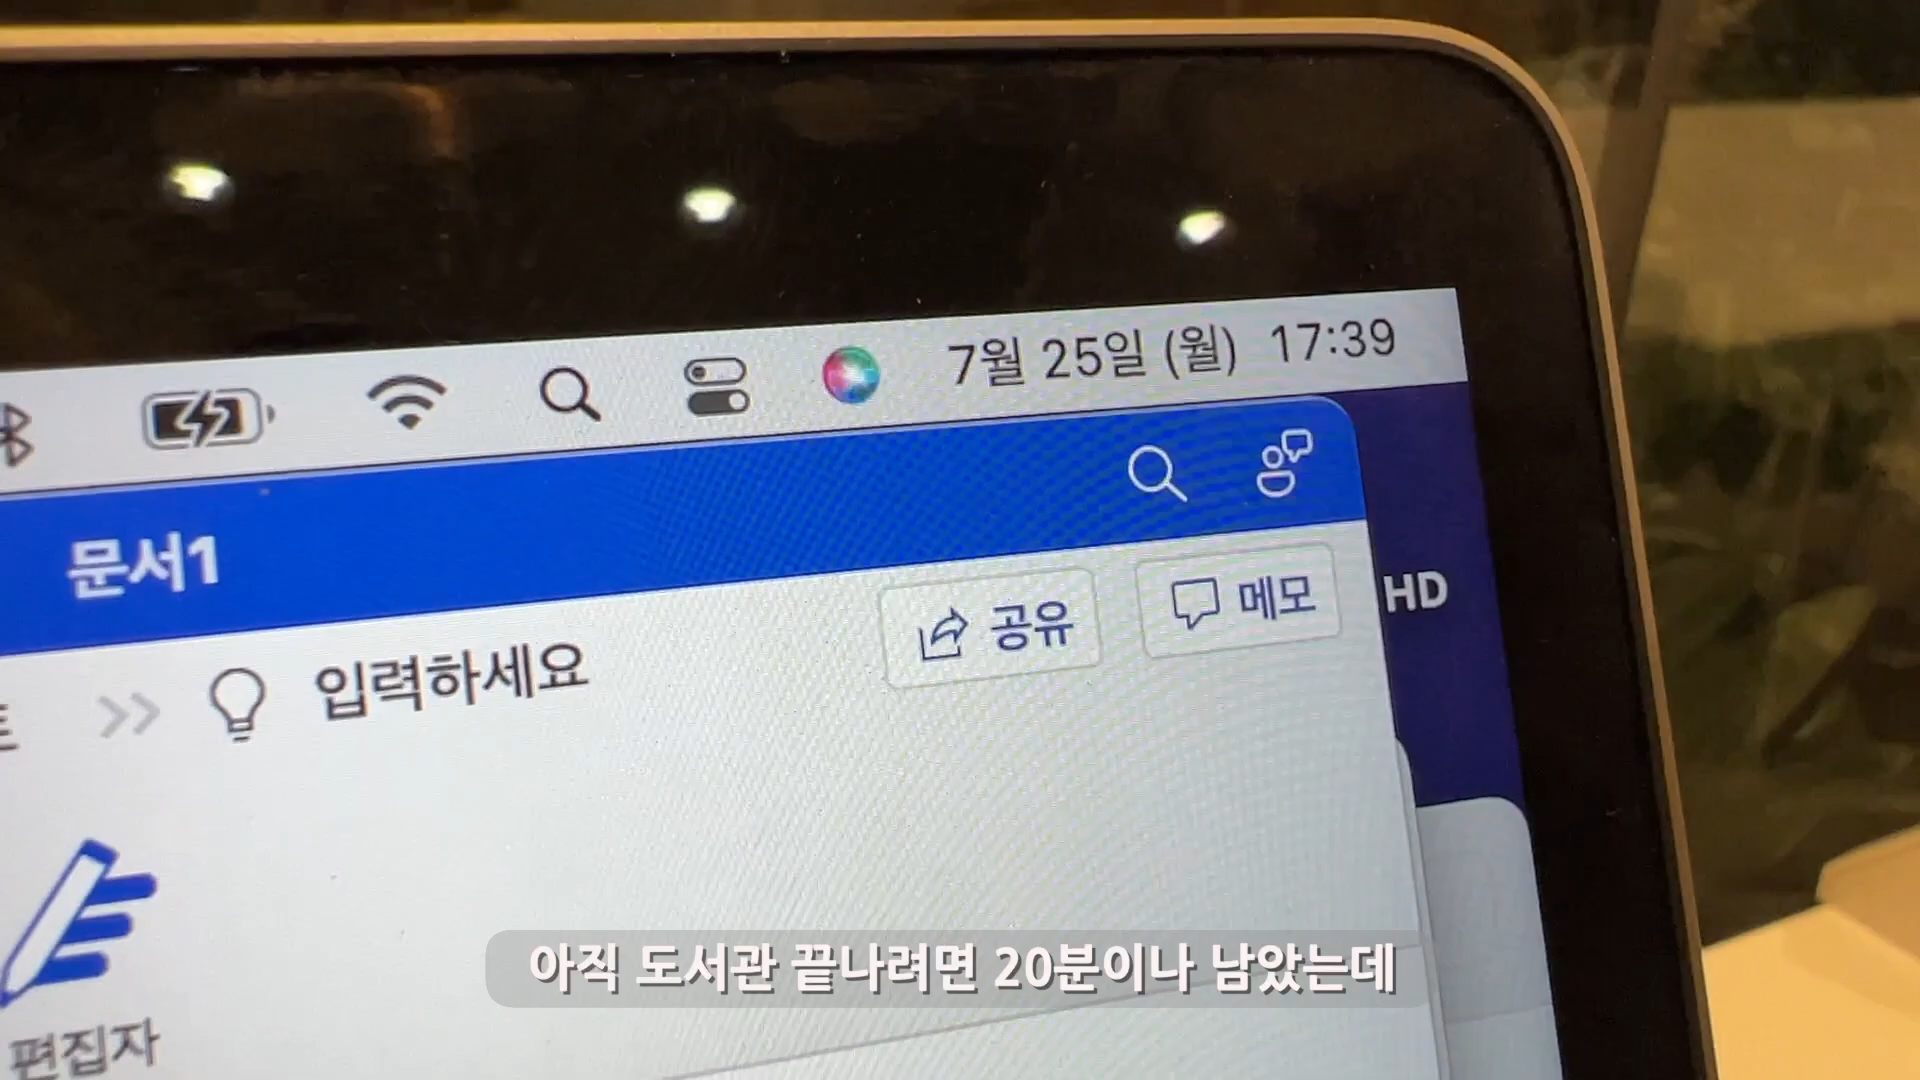 7월 25일 (월) 17:39
문서1
입력하세요
공유
메모
HD
편집자
아직 도서관 끝나려면 20분이나 남았는데